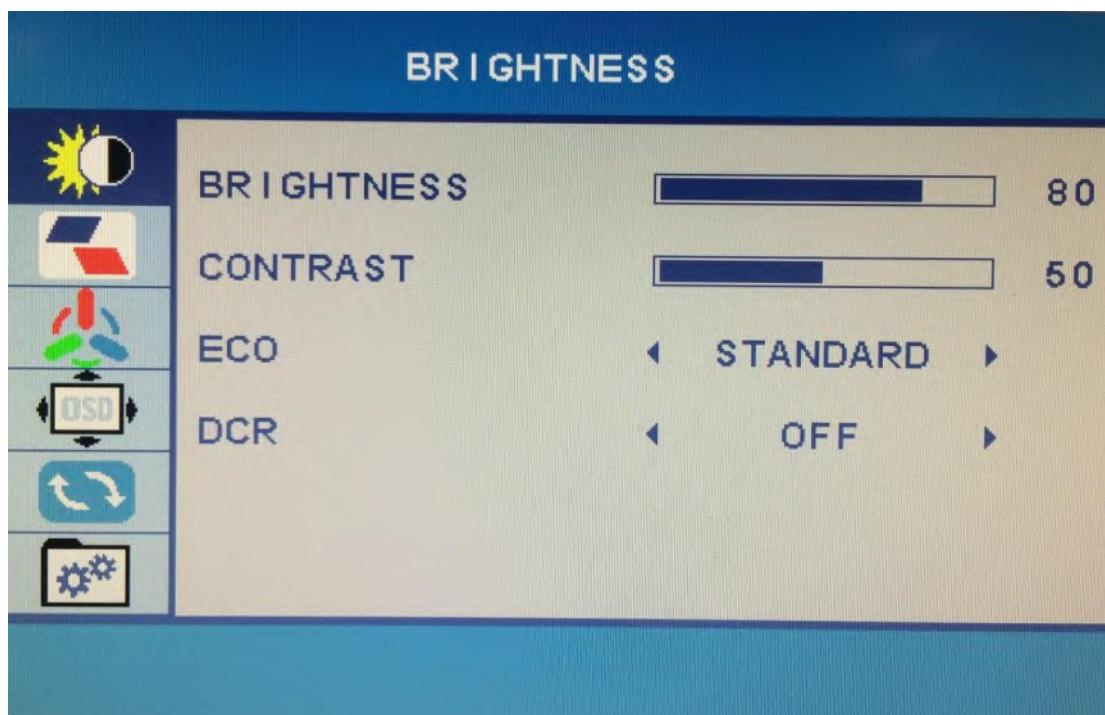 BRIGHTNESS
BRIGHTNESS 80
CONTRAST 50
ECO STANDARD
DCR OFF
OSD